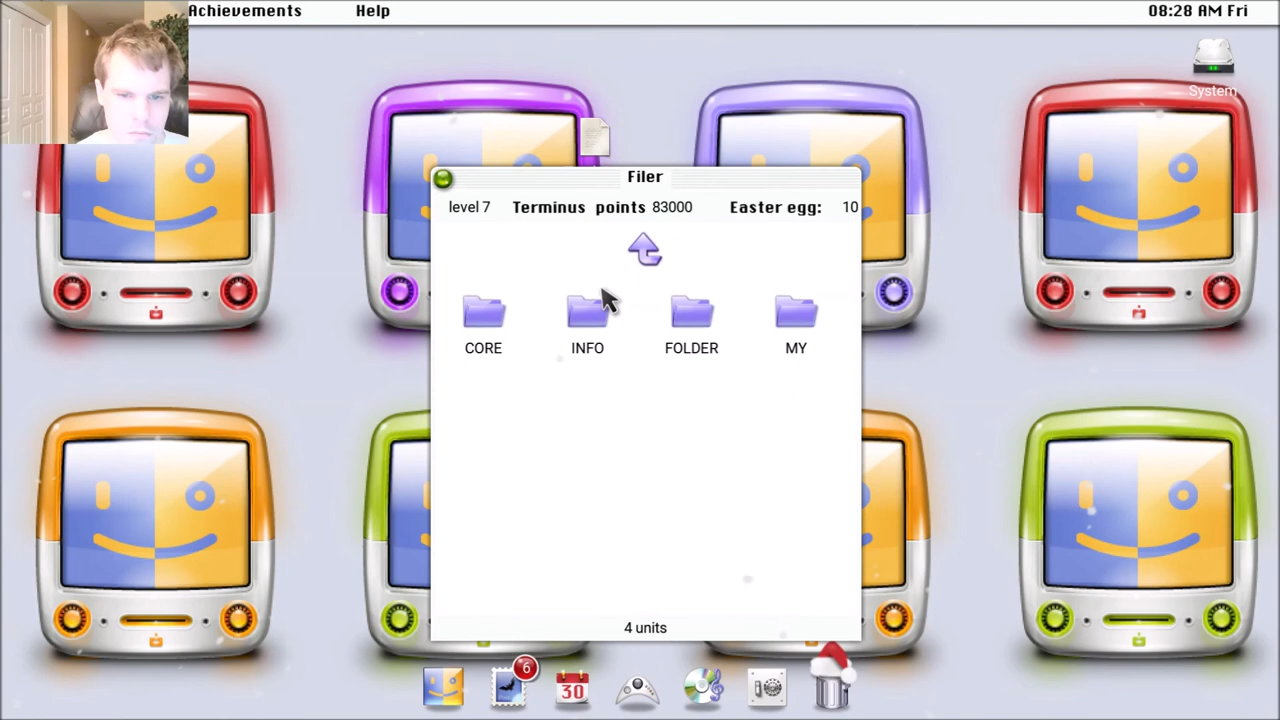 Achievements Help 08:28 AM Fri
System
Filer
level 7 Terminus points 83000 Easter egg: 10
CORE INFO FOLDER MY
4 units
6
30